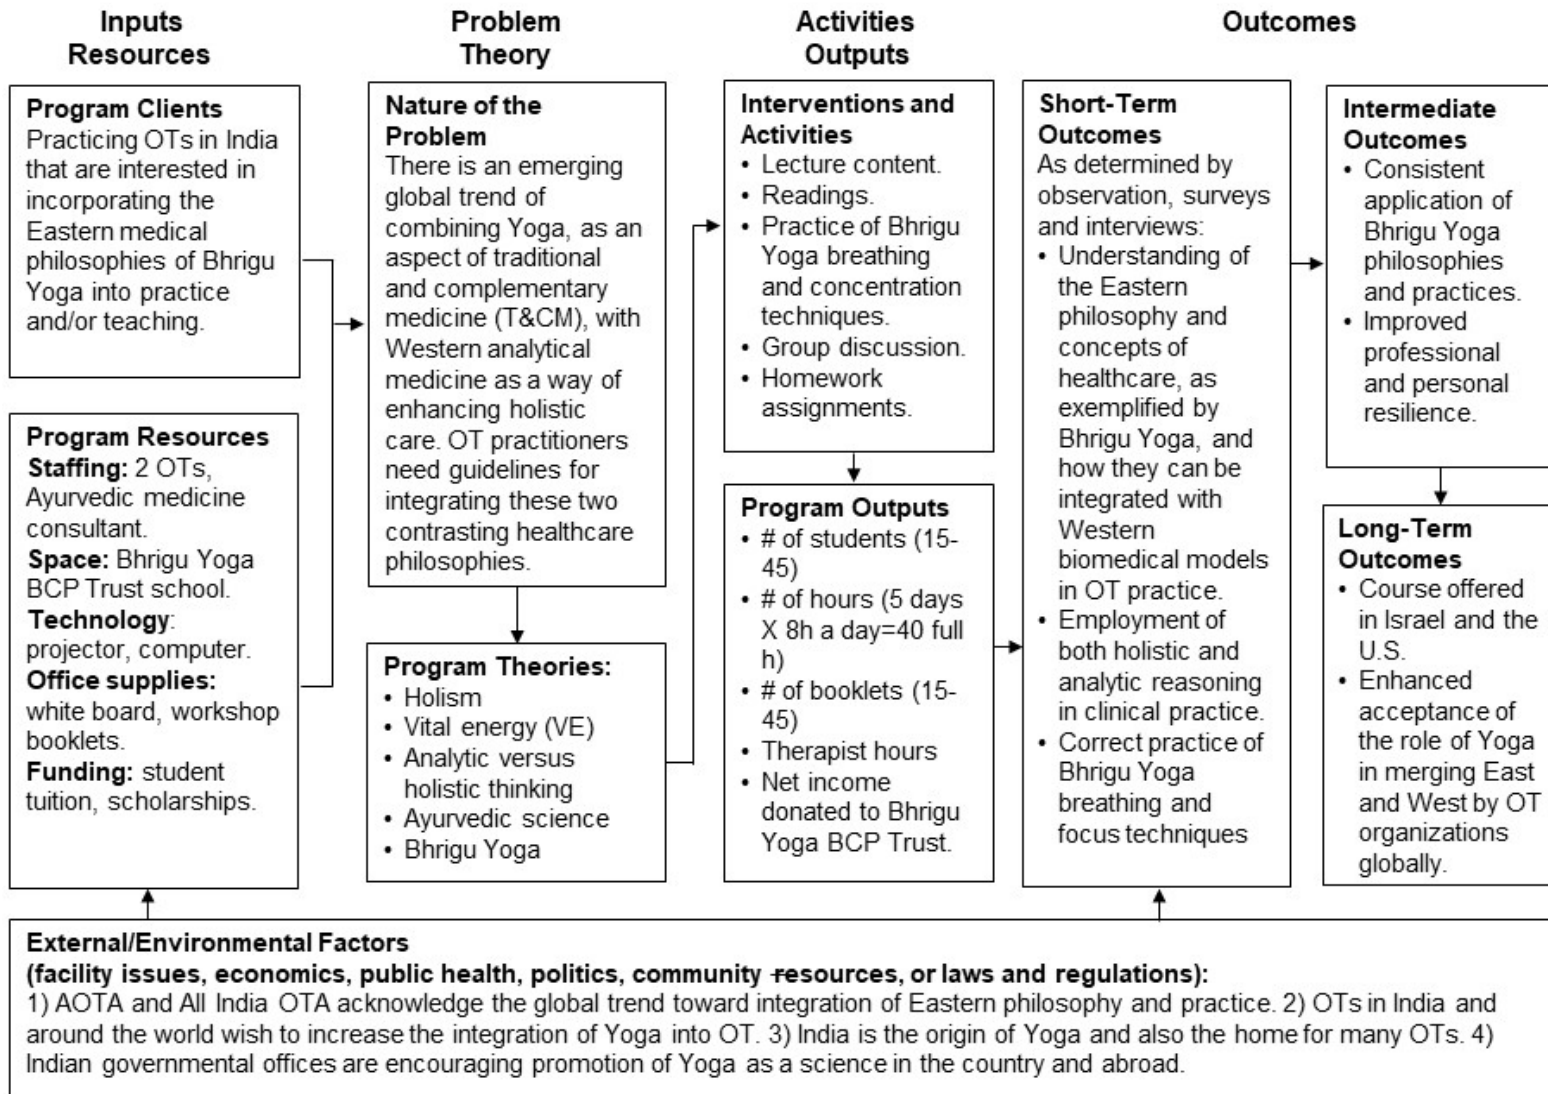 Inputs
Resources
Problem
Theory
Activities
Outputs
Outcomes
Program Clients
Practicing OTs in India
that are interested in
incorporating the
Eastern medical
philosophies of Bhrigu
Yoga into practice
and/or teaching.
Program Resources
Staffing: 2 OTs,
Ayurvedic medicine
consultant.
Space: Bhrigu Yoga
BCP Trust school.
Technology:
projector, computer.
Office supplies:
white board, workshop
booklets.
Funding: student
tuition, scholarships.
Nature of the
Problem
There is an emerging
global trend of
combining Yoga, as an
aspect of traditional
and complementary
medicine (T&CM), with
Western analytical
medicine as a way of
enhancing holistic
care. OT practitioners
need guidelines for
integrating these two
contrasting healthcare
philosophies.
Program Theories:
• Holism
• Vital energy (VE)
• Analytic versus
holistic thinking
• Ayurvedic science
• Bhrigu Yoga
Interventions and
Activities
• Lecture content.
• Readings.
• Practice of Bhrigu
Yoga breathing
and concentration
techniques.
• Group discussion.
• Homework
assignments.
Program Outputs
• # of students (15-
45)
• # of hours (5 days
X 8h a day=40 full
h)
• # of booklets (15-
45)
• Therapist hours
• Net income
donated to Bhrigu
Yoga BCP Trust.
Short-Term
Outcomes
As determined by
observation, surveys
and interviews:
• Understanding of
the Eastern
philosophy and
concepts of
healthcare, as
exemplified by
Bhrigu Yoga, and
how they can be
integrated with
Western
biomedical models
in OT practice.
• Employment of
both holistic and
analytic reasoning
in clinical practice.
• Correct practice of
Bhrigu Yoga
breathing and
focus techniques
Intermediate
Outcomes
• Consistent
application of
Bhrigu Yoga
philosophies
and practices.
• Improved
professional
and personal
resilience.
Long-Term
Outcomes
• Course offered
in Israel and the
U.S.
• Enhanced
acceptance of
the role of Yoga
in merging East
and West by OT
organizations
globally.
External/Environmental Factors
(facility issues, economics, public health, politics, community resources, or laws and regulations):
1) AOTA and All India OTA acknowledge the global trend toward integration of Eastern philosophy and practice. 2) OTs in India and
around the world wish to increase the integration of Yoga into OT. 3) India is the origin of Yoga and also the home for many OTs. 4)
Indian governmental offices are encouraging promotion of Yoga as a science in the country and abroad.